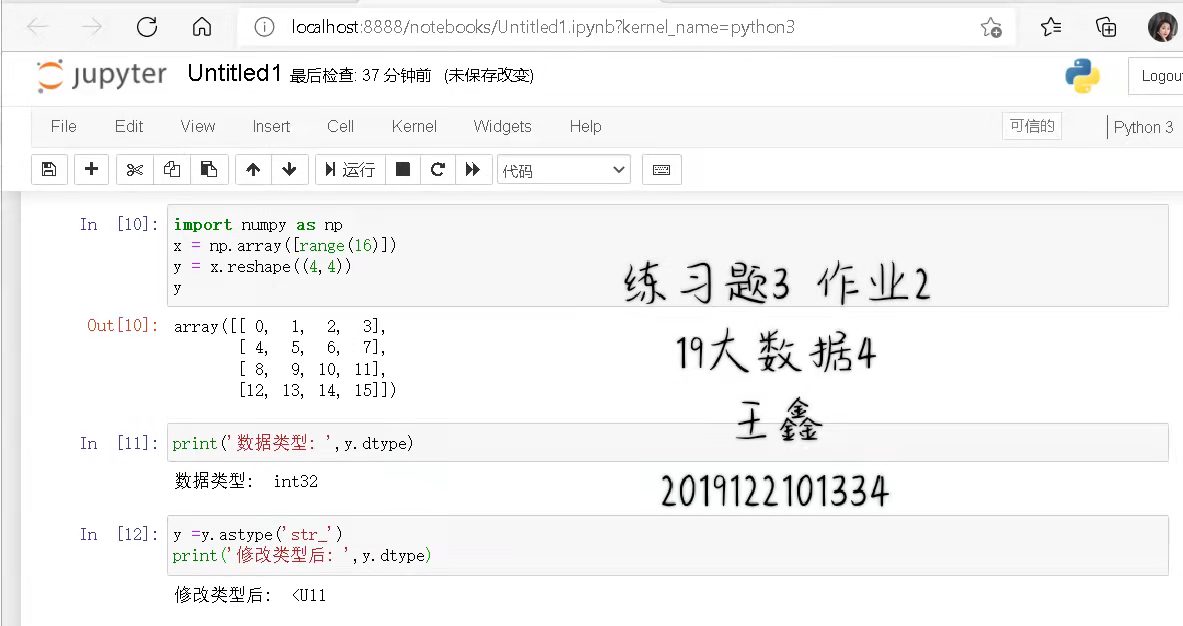 localhost:8888/notebooks/Untitled1.ipynb?kernel_name=python3
jupyter Untitled1 最后检查: 37 分钟前 (未保存改变)
Logou
File Edit View Insert Cell Kernel Widgets Help 可信的 Python 3
运行 代码
In [10]: import numpy as np
x = np.array([range(16)])
y = x.reshape((4,4))
y
练习题3 作业2
Out[10]: array([[ 0, 1, 2, 3],
[ 4, 5, 6, 7],
[ 8, 9, 10, 11],
[12, 13, 14, 15]])
19大数据4
王鑫
In [11]: print('数据类型: ',y.dtype)
数据类型: int32
2019122101334
In [12]: y =y.astype('str_')
print('修改类型后: ',y.dtype)
修改类型后: <U11